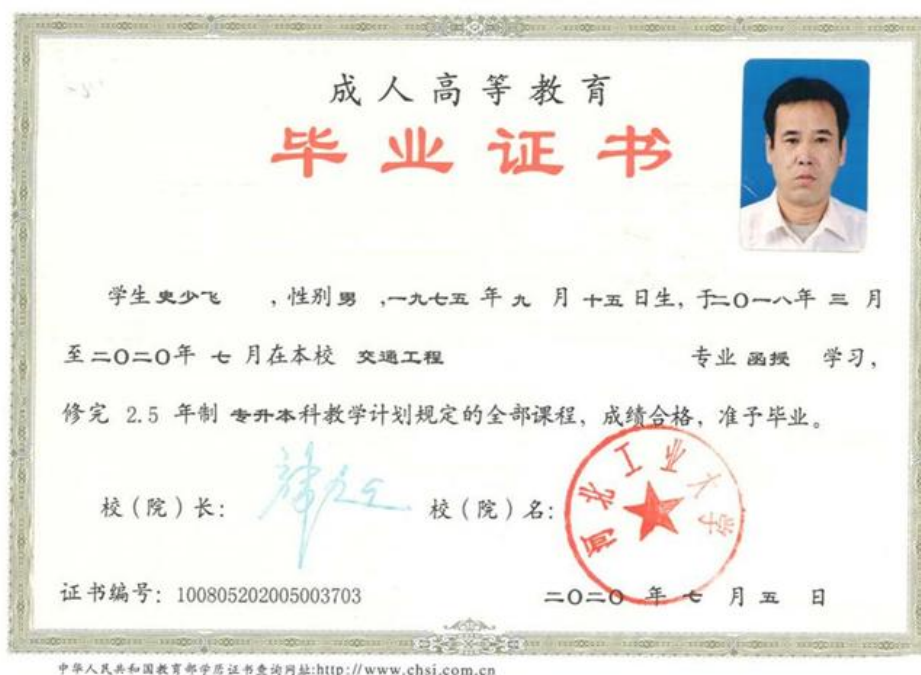 成人高等教育
毕业证书
学生 史少飞 ，性别 男 ，一九七五 年 九 月 十五 日生，于二〇一八年 三 月
至二〇二〇年 七 月在本校 交通工程 专业 函授 学习，
修完 2.5 年制 专升本科教学计划规定的全部课程，成绩合格，准予毕业。
校（院）长： 校（院）名：
河北工业大学
证书编号：100805202005003703 二〇二〇 年 七 月 五 日
中华人民共和国教育部学历证书查询网址:http://www.chsi.com.cn